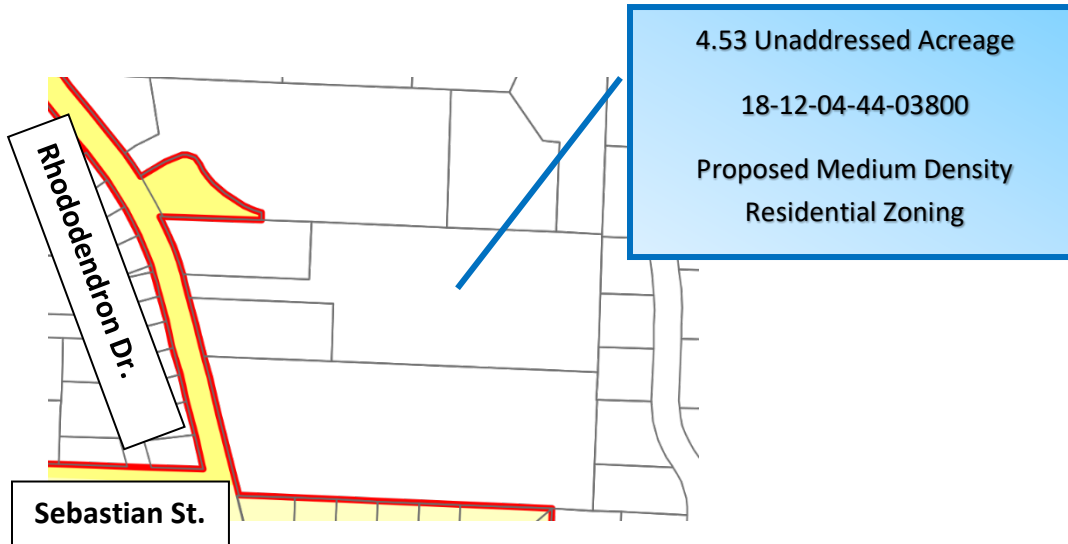 4.53 Unaddressed Acreage
18-12-04-44-03800
Proposed Medium Density
Residential Zoning
Rhododendron Dr.
Sebastian St.